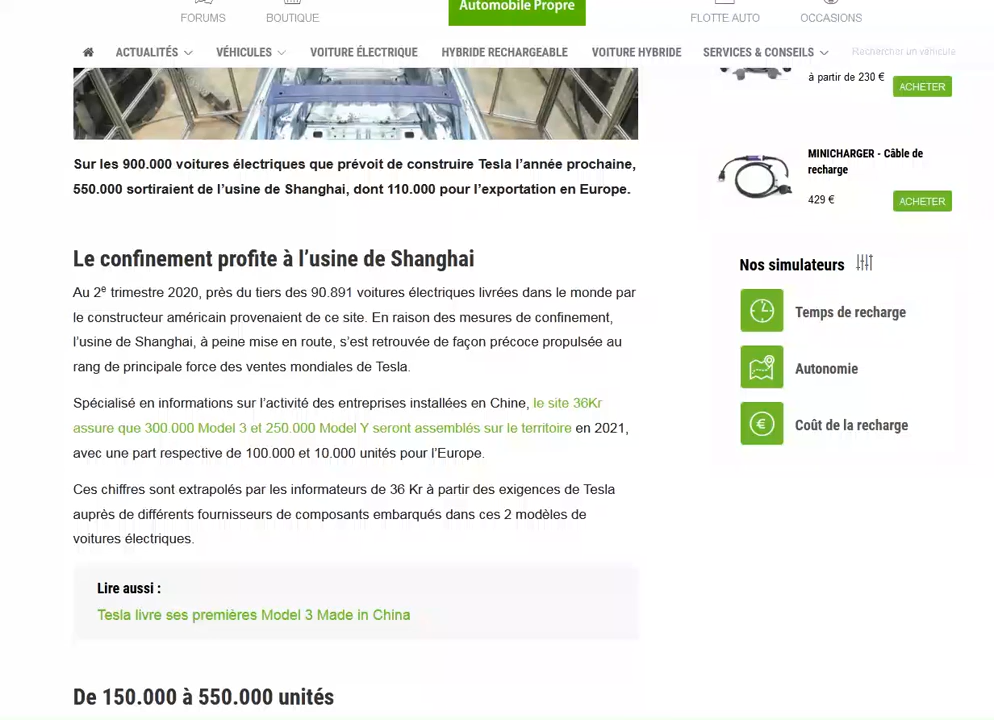 FORUMS
BOUTIQUE
Automobile Propre
FLOTTE AUTO
OCCASIONS
ACTUALITÉS
VÉHICULES
VOITURE ÉLECTRIQUE
HYBRIDE RECHARGEABLE
VOITURE HYBRIDE
SERVICES & CONSEILS
Rechercher un véhicule
à partir de 230 €
ACHETER
MINICHARGER - Câble de
recharge
429 €
ACHETER
Sur les 900.000 voitures électriques que prévoit de construire Tesla l’année prochaine,
550.000 sortiraient de l’usine de Shanghai, dont 110.000 pour l’exportation en Europe.
Le confinement profite à l’usine de Shanghai
Au 2e trimestre 2020, près du tiers des 90.891 voitures électriques livrées dans le monde par
le constructeur américain provenaient de ce site. En raison des mesures de confinement,
l’usine de Shanghai, à peine mise en route, s’est retrouvée de façon précoce propulsée au
rang de principale force des ventes mondiales de Tesla.
Spécialisé en informations sur l’activité des entreprises installées en Chine, le site 36Kr
assure que 300.000 Model 3 et 250.000 Model Y seront assemblés sur le territoire en 2021,
avec une part respective de 100.000 et 10.000 unités pour l’Europe.
Ces chiffres sont extrapolés par les informateurs de 36 Kr à partir des exigences de Tesla
auprès de différents fournisseurs de composants embarqués dans ces 2 modèles de
voitures électriques.
Lire aussi :
Tesla livre ses premières Model 3 Made in China
De 150.000 à 550.000 unités
Nos simulateurs
Temps de recharge
Autonomie
Coût de la recharge